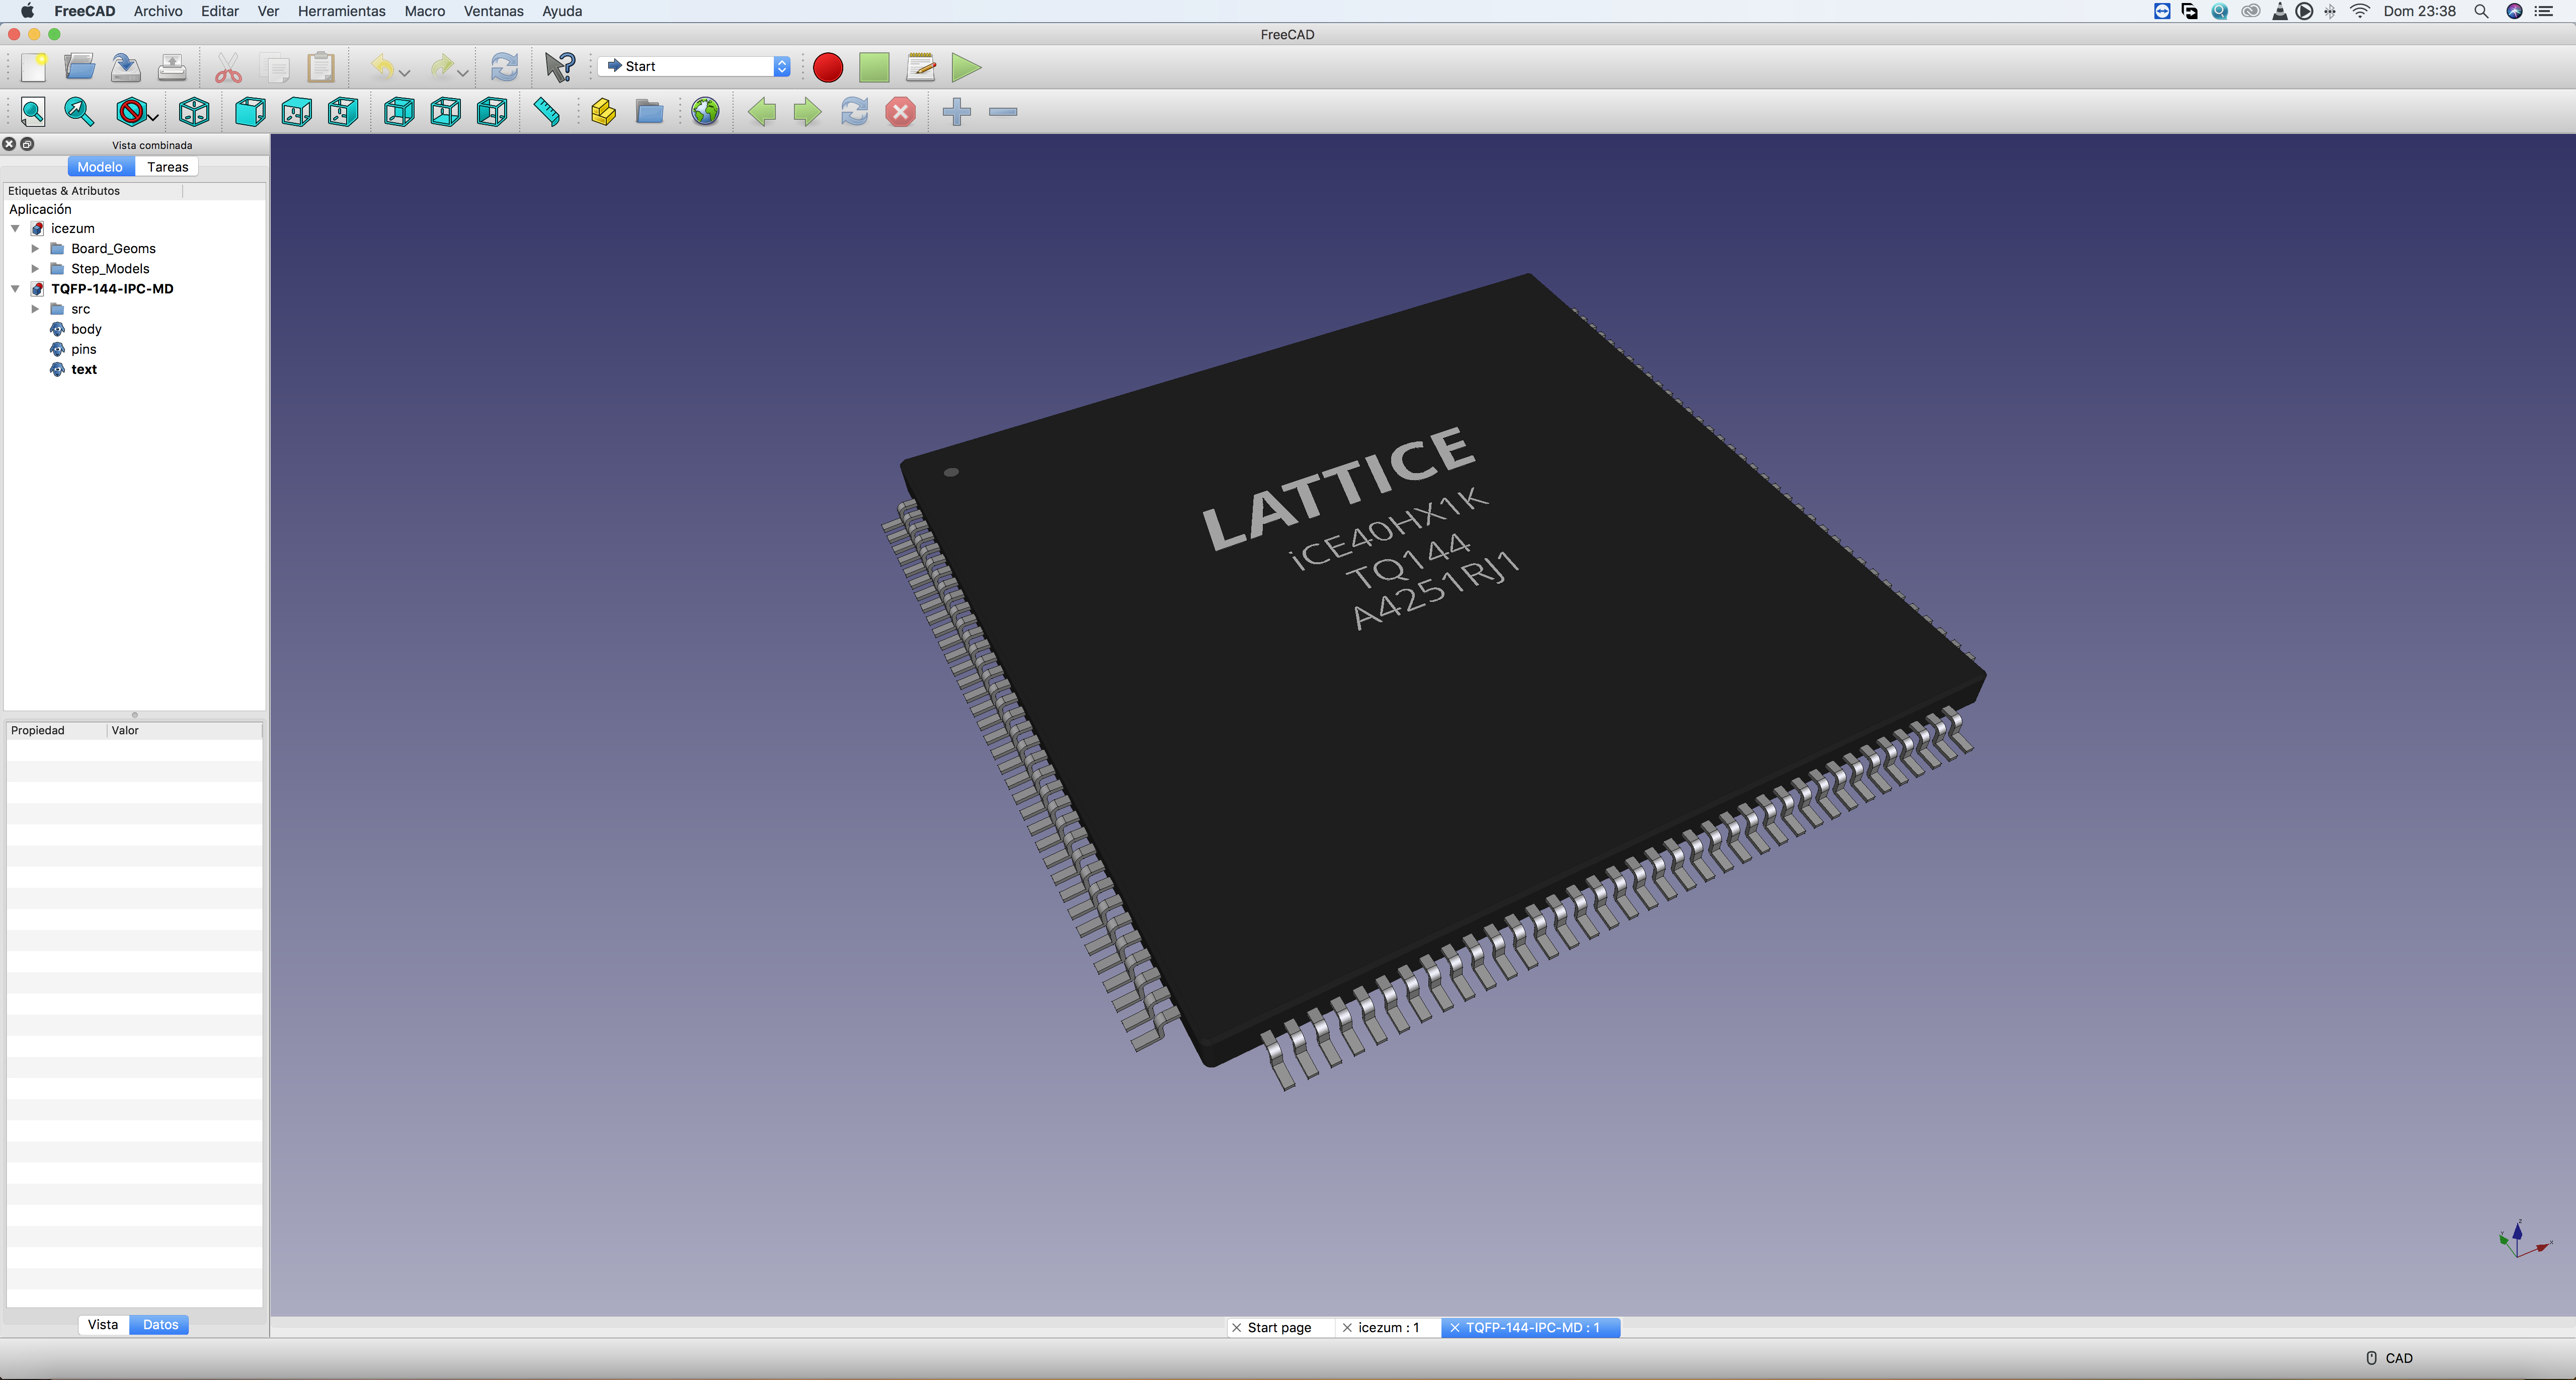 FreeCAD Archivo Editar Ver Herramientas Macro Ventanas Ayuda Dom 23:38
FreeCAD
Start
Vista combinada
Modelo Tareas
Etiquetas & Atributos
Aplicación
icezum
Board_Geoms
Step_Models
TQFP-144-IPC-MD
src
body
pins
text
LATTICE
iCE40HX1K
TQ144
A4251RJ1
Propiedad Valor
Vista Datos
Start page icezum : 1 TQFP-144-IPC-MD : 1
CAD